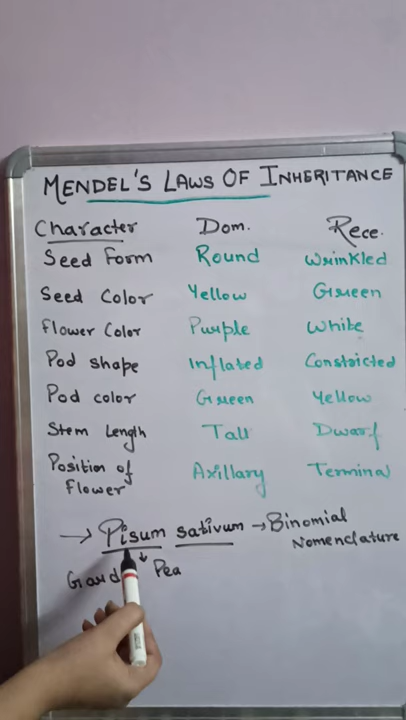 MENDEL'S LAWS OF INHERITANCE
Character Dom. Rece.
Seed Form Round Wrinkled
Seed Color Yellow Green
Flower Color Purple White
Pod shape Inflated Constricted
Pod color Green Yellow
Stem Length Tall Dwarf
Position of Flower Axillary Terminal
→ Pisum sativum → Binomial
Nomenclature
↓
Pea